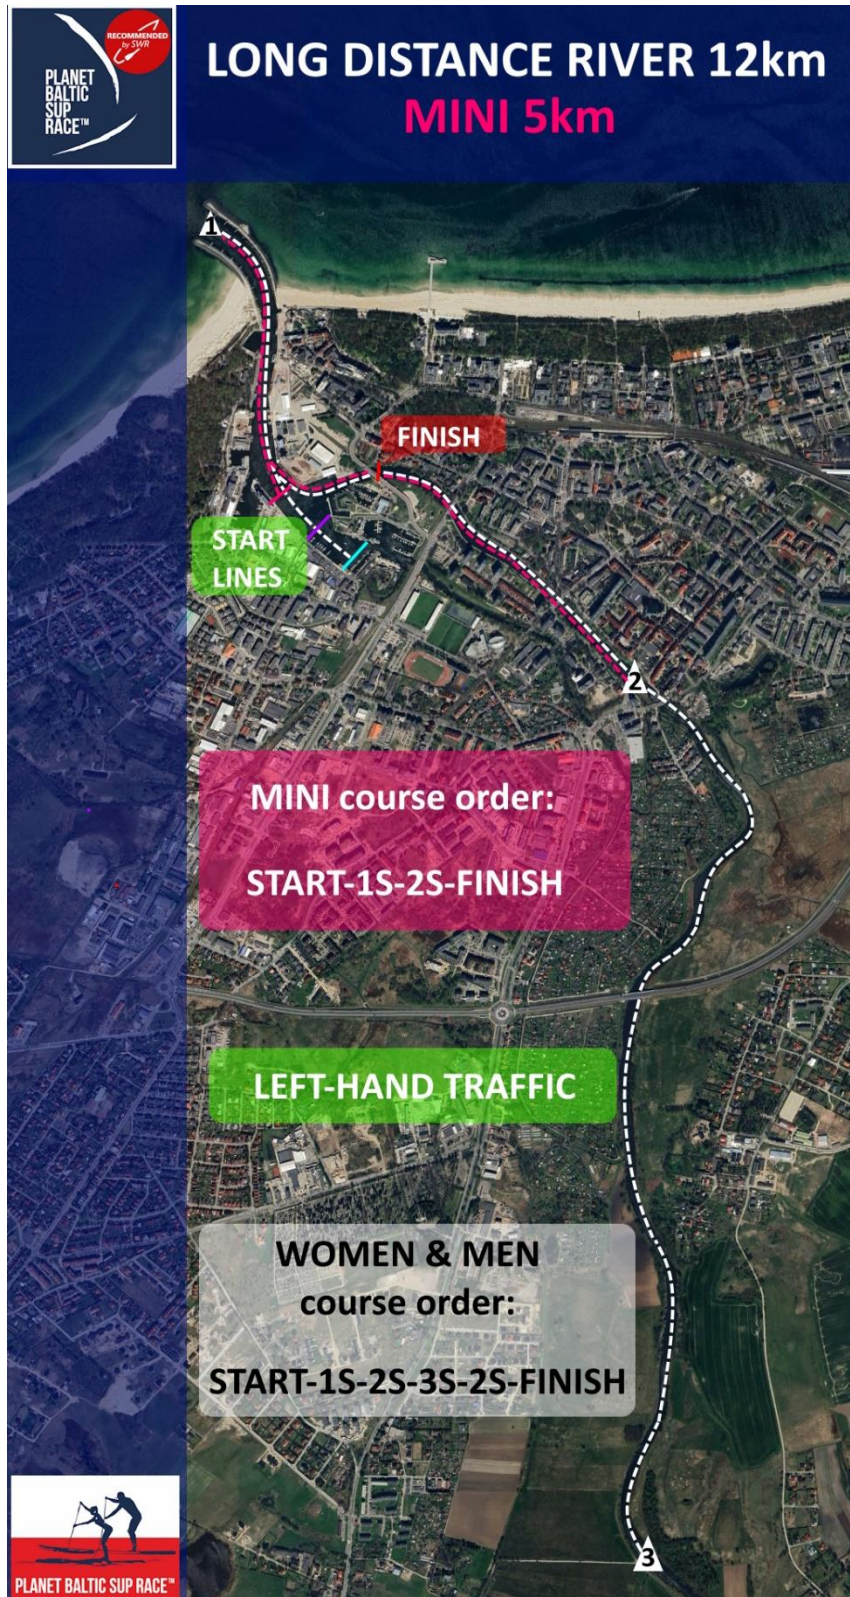 RECOMMENDED
by SWR
PLANET
BALTIC
SUP
RACE™
LONG DISTANCE RIVER 12km
MINI 5km
1
FINISH
START
LINES
2
MINI course order:
START-1S-2S-FINISH
LEFT-HAND TRAFFIC
WOMEN & MEN
course order:
START-1S-2S-3S-2S-FINISH
3
PLANET BALTIC SUP RACE™